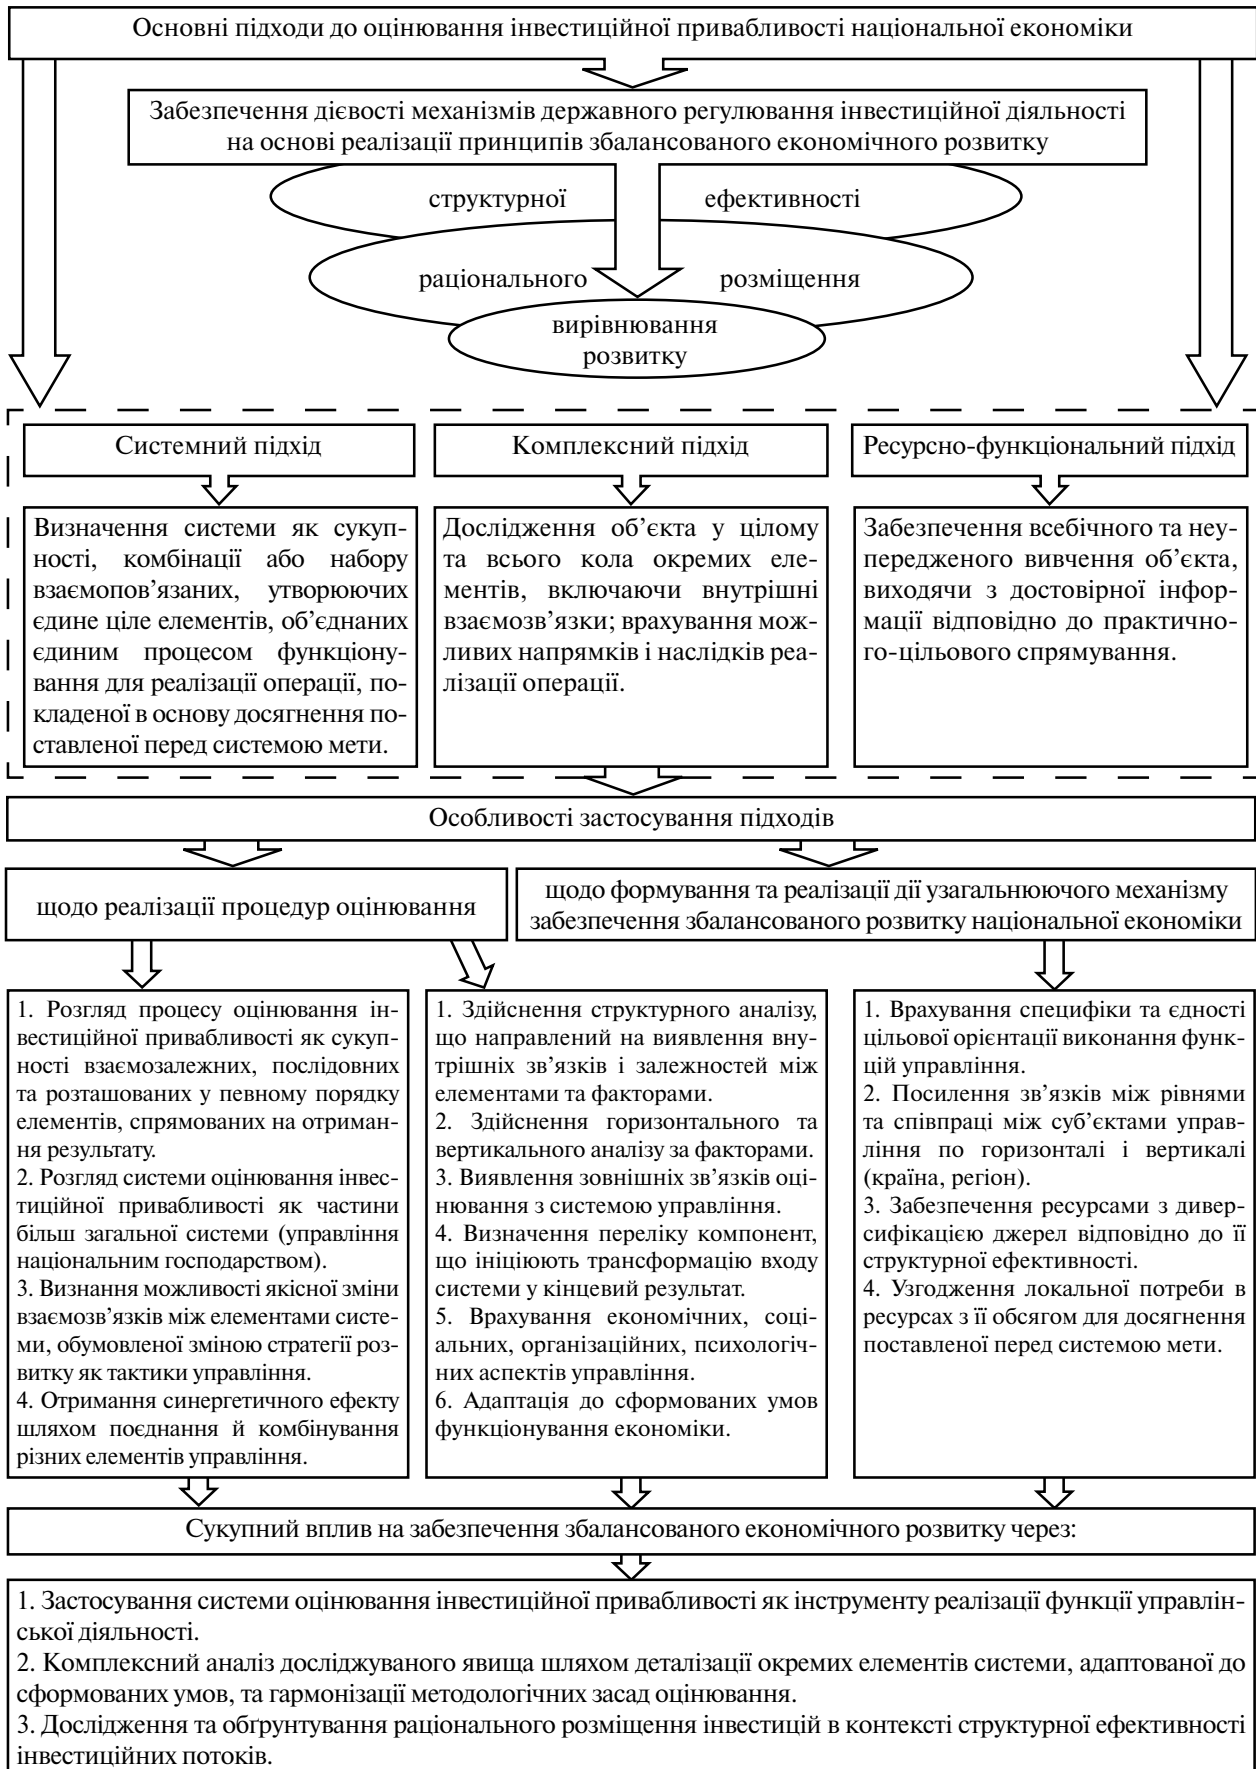 Основні підходи до оцінювання інвестиційної привабливості національної економіки
Забезпечення дієвості механізмів державного регулювання інвестиційної діяльності
на основі реалізації принципів збалансованого економічного розвитку
структурної ефективності
раціонального розміщення
вирівнювання
розвитку
Системний підхід
Визначення системи як сукуп-
ності, комбінації або набору
взаємопов’язаних, утворюючих
єдине ціле елементів, об’єднаних
єдиним процесом функціону-
вання для реалізації операції, по-
кладеної в основу досягнення по-
ставленої перед системою мети.
Комплексний підхід
Дослідження об’єкта у цілому
та всього кола окремих еле-
ментів, включаючи внутрішні
взаємозв’язки; врахування мож-
ливих напрямків і наслідків реа-
лізації операції.
Ресурсно-функціональний підхід
Забезпечення всебічного та неу-
передженого вивчення об’єкта,
виходячи з достовірної інфор-
мації відповідно до практично-
го-цільового спрямування.
Особливості застосування підходів
щодо реалізації процедур оцінювання
щодо формування та реалізації дії узагальнюючого механізму
забезпечення збалансованого розвитку національної економіки
1. Розгляд процесу оцінювання ін-
вестиційної привабливості як сукуп-
ності взаємозалежних, послідовних
та розташованих у певному порядку
елементів, спрямованих на отриман-
ня результату.
2. Розгляд системи оцінювання інвес-
тиційної привабливості як частини
більш загальної системи (управління
національним господарством).
3. Визнання можливості якісної зміни
взаємозв’язків між елементами систе-
ми, обумовленої зміною стратегії роз-
витку як тактики управління.
4. Отримання синергетичного ефекту
шляхом поєднання й комбінування
різних елементів управління.
1. Здійснення структурного аналізу,
що направлений на виявлення вну-
трішніх зв’язків і залежностей між
елементами та факторами.
2. Здійснення горизонтального та
вертикального аналізу за факторами.
3. Виявлення зовнішніх зв’язків оці-
нювання з системою управління.
4. Визначення переліку компонент,
що ініціюють трансформацію входу
системи у кінцевий результат.
5. Врахування економічних, соці-
альних, організаційних, психологіч-
них аспектів управління.
6. Адаптація до сформованих умов
функціонування економіки.
1. Врахування специфіки та єдності
цільової орієнтації виконання функ-
цій управління.
2. Посилення зв’язків між рівнями
та співпраці між суб’єктами управ-
ління по горизонталі і вертикалі
(країна, регіон).
3. Забезпечення ресурсами з дивер-
сифікацією джерел відповідно до її
структурної ефективності.
4. Узгодження локальної потреби в
ресурсах з її обсягом для досягнення
поставленої перед системою мети.
Сукупний вплив на забезпечення збалансованого економічного розвитку через:
1. Застосування системи оцінювання інвестиційної привабливості як інструменту реалізації функції управлін-
ської діяльності.
2. Комплексний аналіз досліджуваного явища шляхом деталізації окремих елементів системи, адаптованої до
сформованих умов, та гармонізації методологічних засад оцінювання.
3. Дослідження та обґрунтування раціонального розміщення інвестицій в контексті структурної ефективності
інвестиційних потоків.